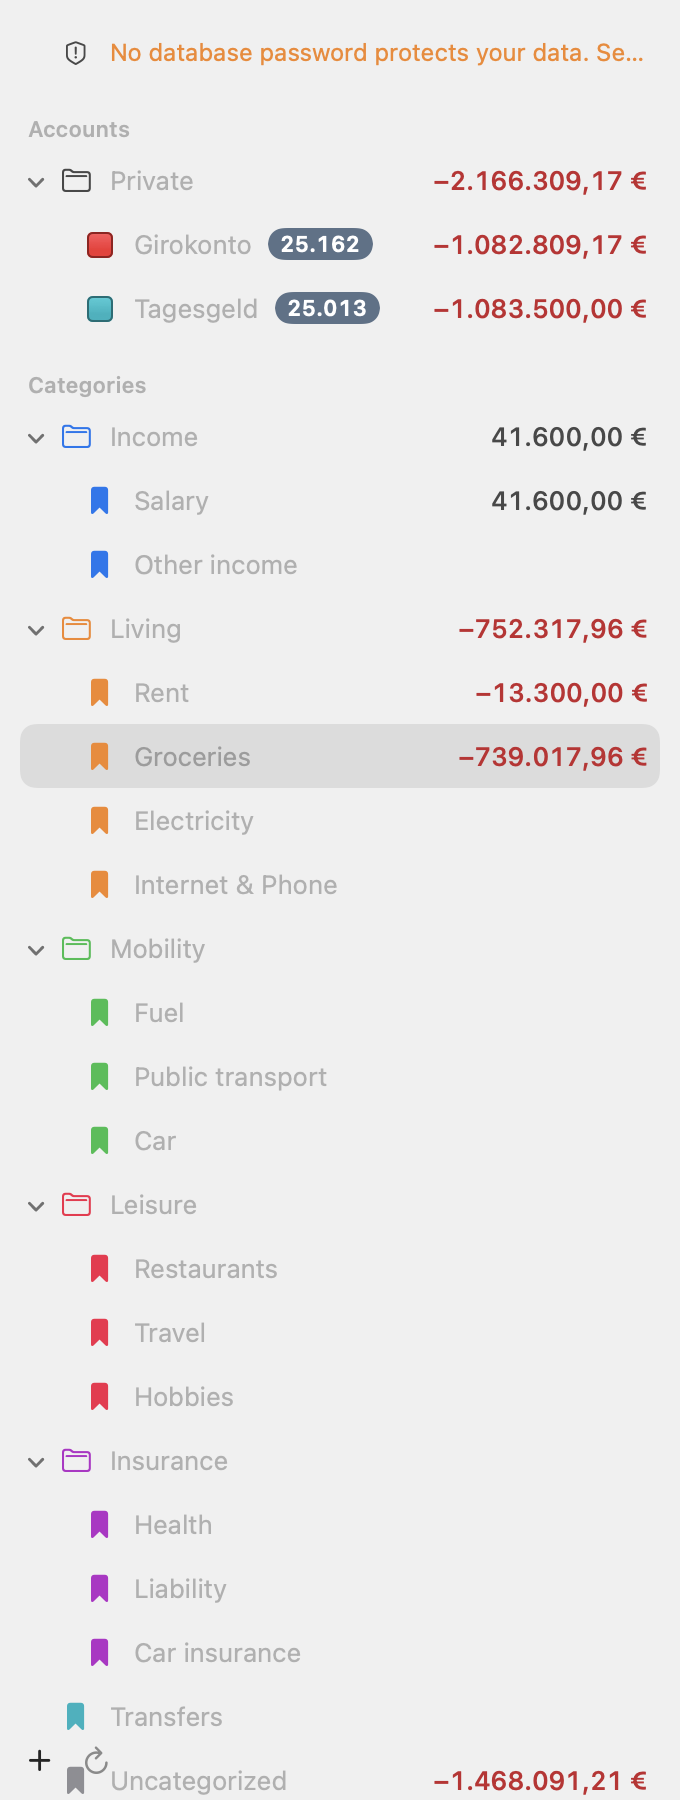 No database password protects your data. Se...
Accounts
Private −2.166.309,17 €
Girokonto 25.162 −1.082.809,17 €
Tagesgeld 25.013 −1.083.500,00 €
Categories
Income 41.600,00 €
Salary 41.600,00 €
Other income
Living −752.317,96 €
Rent −13.300,00 €
Groceries −739.017,96 €
Electricity
Internet & Phone
Mobility
Fuel
Public transport
Car
Leisure
Restaurants
Travel
Hobbies
Insurance
Health
Liability
Car insurance
Transfers
Uncategorized −1.468.091,21 €